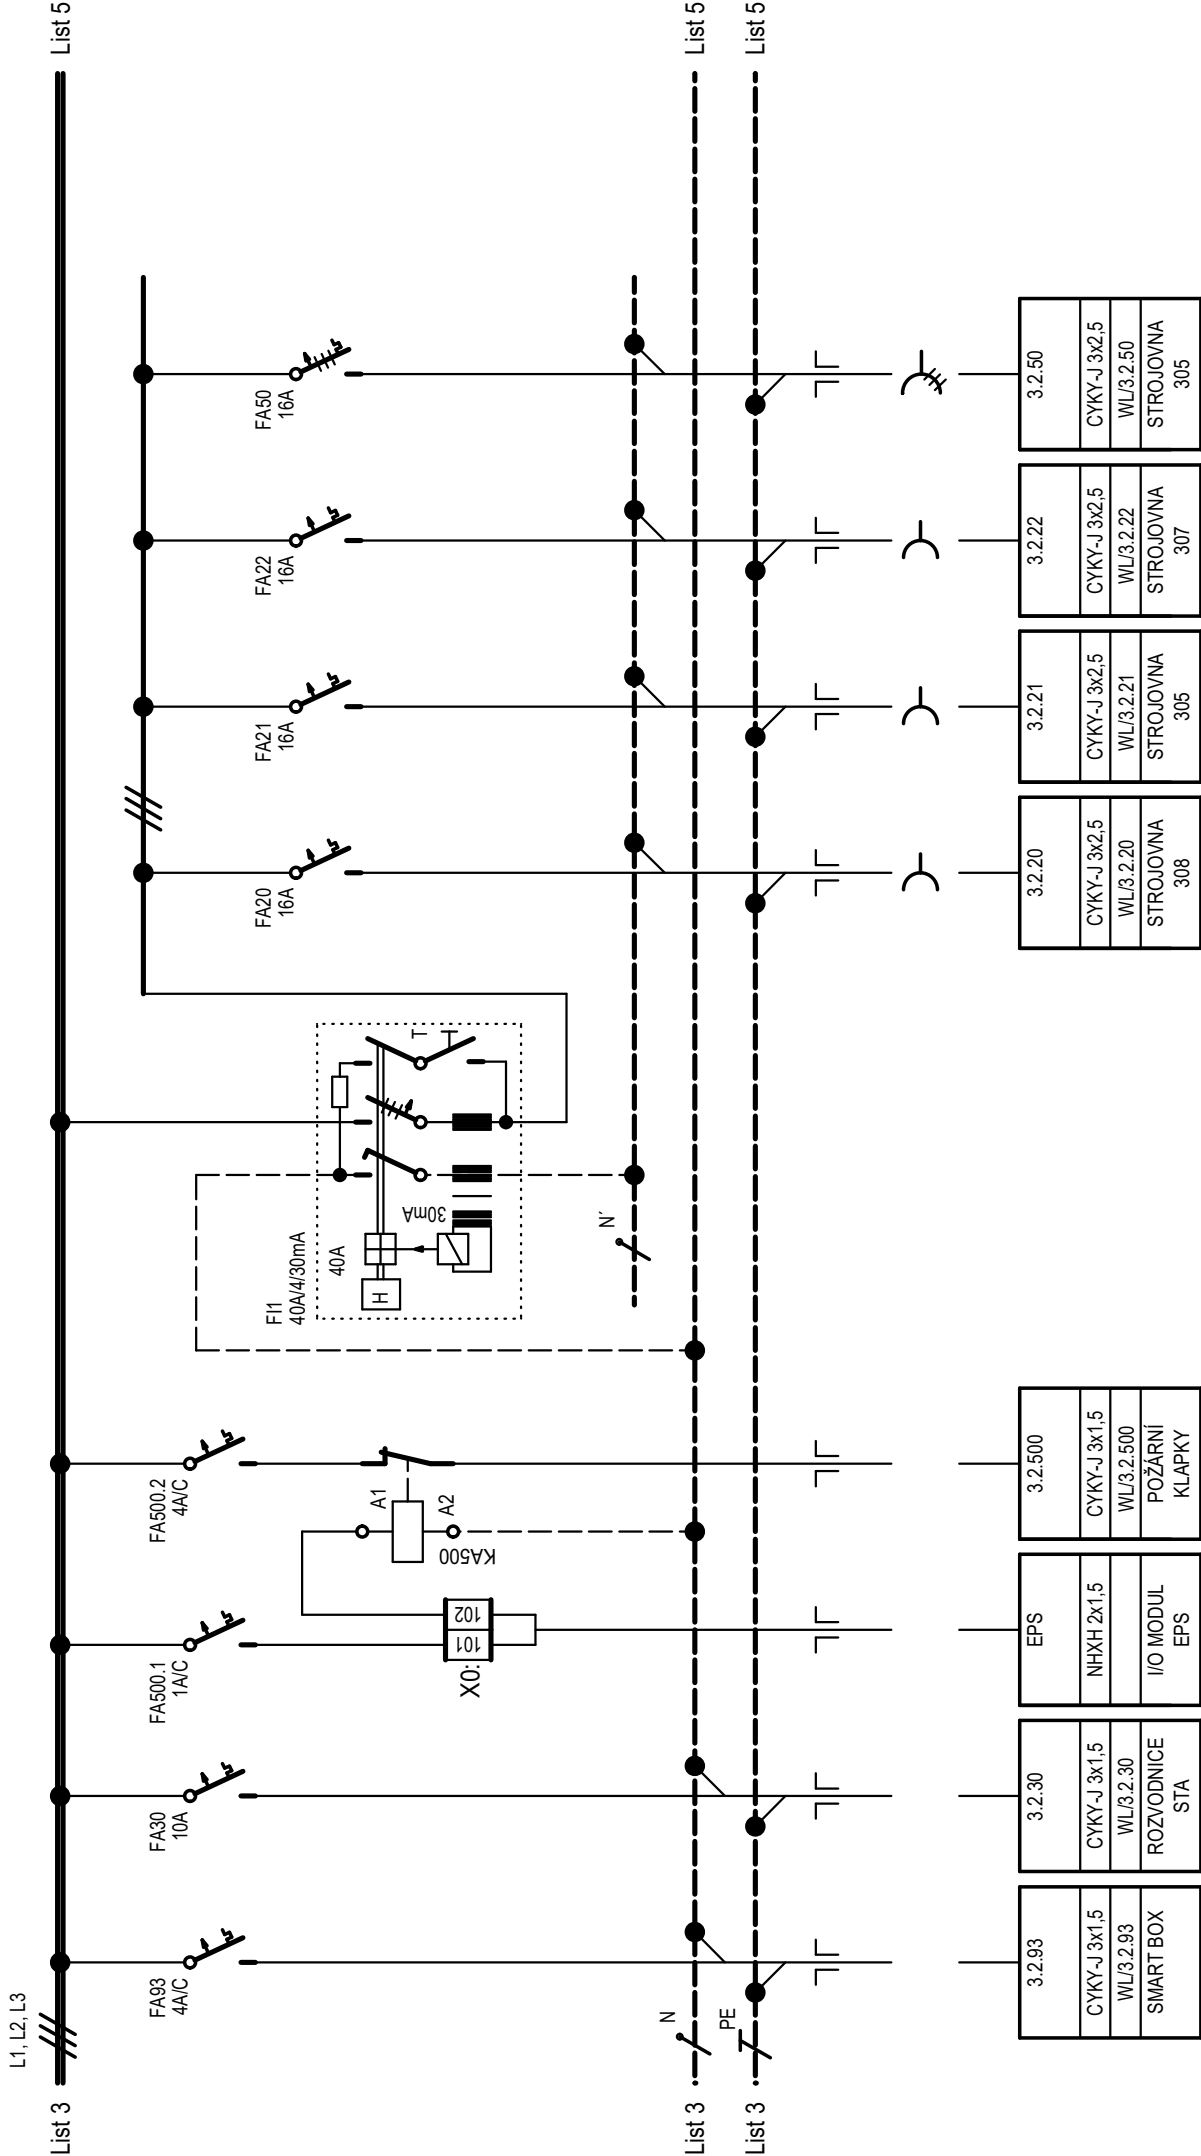 List 3
L1, L2, L3
List 5
FA93
4A/C
FA30
10A
FA500.1
1A/C
FA500.2
4A/C
FI1
40A/4/30mA
40A
H
30mA
T
FA20
16A
FA21
16A
FA22
16A
FA50
16A
X0:
101
102
KA500
A1
A2
N´
N
List 3
List 5
PE
List 3
List 5
3.2.93
CYKY-J 3x1,5
WL/3.2.93
SMART BOX
3.2.30
CYKY-J 3x1,5
WL/3.2.30
ROZVODNICE
STA
EPS
NHXH 2x1,5
I/O MODUL
EPS
3.2.500
CYKY-J 3x1,5
WL/3.2.500
POŽÁRNÍ
KLAPKY
3.2.20
CYKY-J 3x2,5
WL/3.2.20
STROJOVNA
308
3.2.21
CYKY-J 3x2,5
WL/3.2.21
STROJOVNA
305
3.2.22
CYKY-J 3x2,5
WL/3.2.22
STROJOVNA
307
3.2.50
CYKY-J 3x2,5
WL/3.2.50
STROJOVNA
305